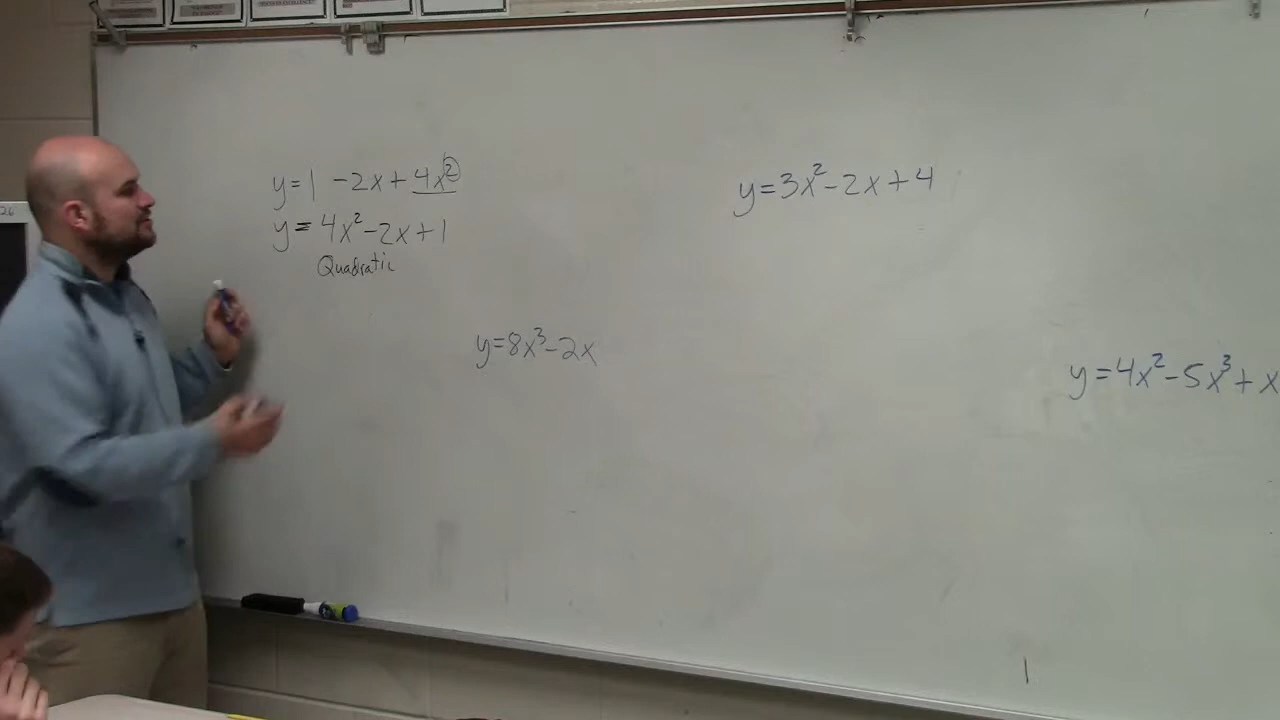 y=1 -2x+4x²
y=4x²-2x+1
Quadratic
y=8x³-2x
y=3x²-2x+4
y=4x²-5x³+x